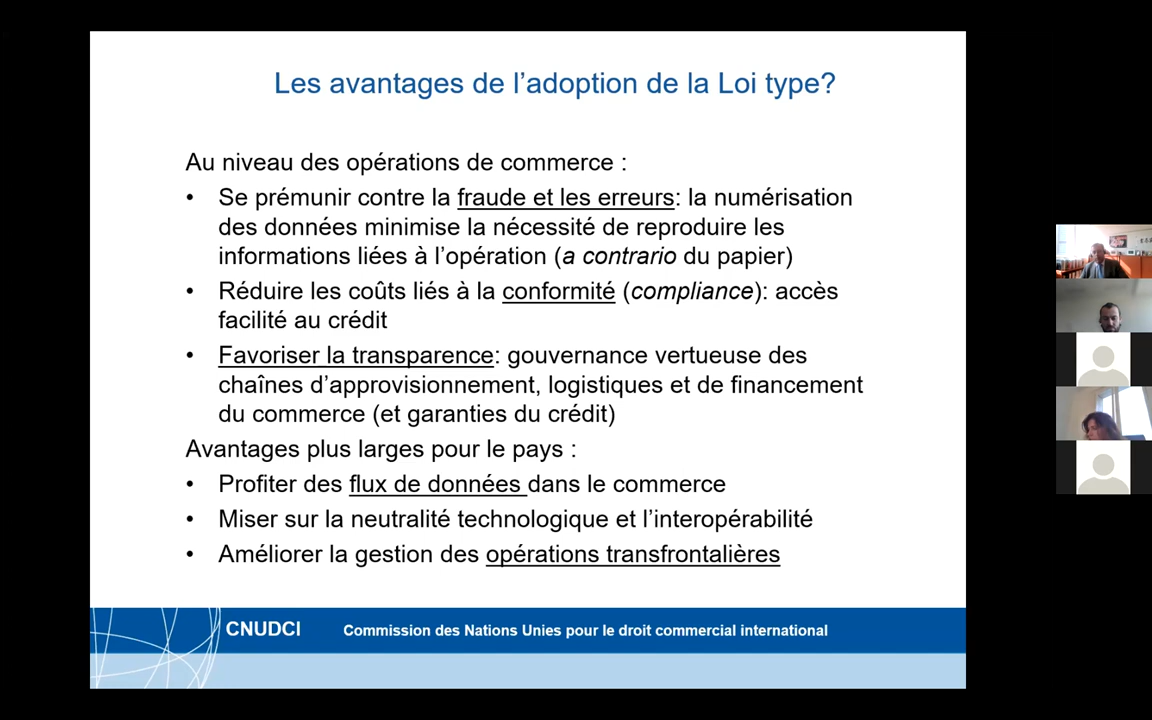 Les avantages de l’adoption de la Loi type?
Au niveau des opérations de commerce :
• Se prémunir contre la fraude et les erreurs: la numérisation
des données minimise la nécessité de reproduire les
informations liées à l’opération (a contrario du papier)
• Réduire les coûts liés à la conformité (compliance): accès
facilité au crédit
• Favoriser la transparence: gouvernance vertueuse des
chaînes d’approvisionnement, logistiques et de financement
du commerce (et garanties du crédit)
Avantages plus larges pour le pays :
• Profiter des flux de données dans le commerce
• Miser sur la neutralité technologique et l’interopérabilité
• Améliorer la gestion des opérations transfrontalières
CNUDCI Commission des Nations Unies pour le droit commercial international